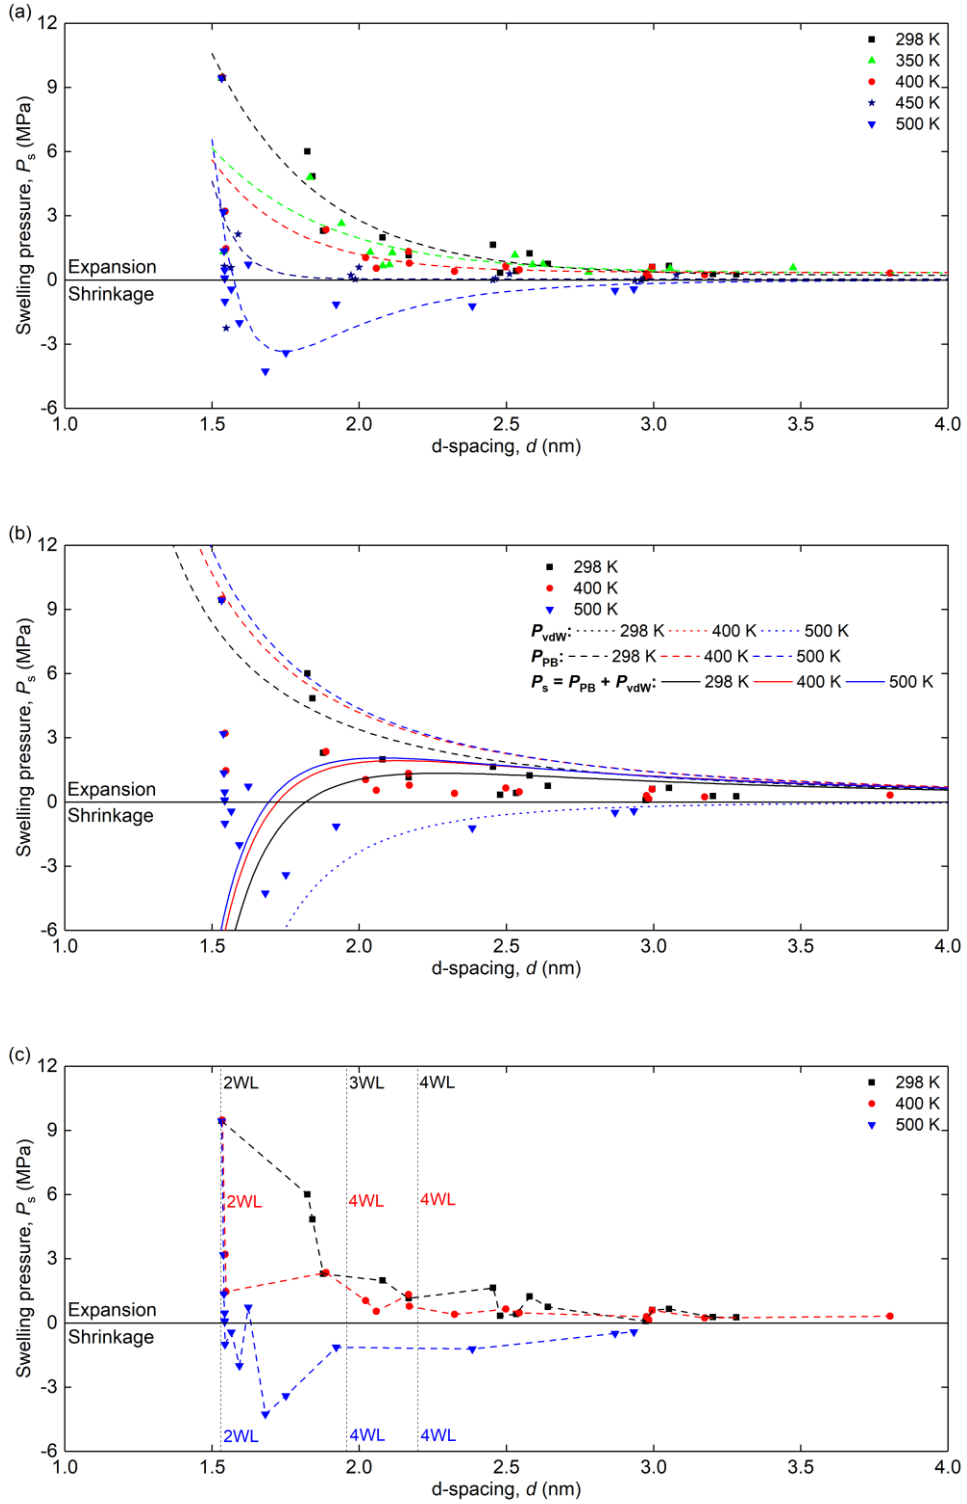 (a)
12
9
6
3
0
-3
-6
Swelling pressure, Pₛ (MPa)
Expansion
Shrinkage
298 K
350 K
400 K
450 K
500 K
1.0 1.5 2.0 2.5 3.0 3.5 4.0
d-spacing, d (nm)
(b)
12
9
6
3
0
-3
-6
Swelling pressure, Pₛ (MPa)
Expansion
Shrinkage
298 K
400 K
500 K
P_vdW: 298 K 400 K 500 K
P_PB: 298 K 400 K 500 K
Pₛ = P_PB + P_vdW: 298 K 400 K 500 K
1.0 1.5 2.0 2.5 3.0 3.5 4.0
d-spacing, d (nm)
(c)
12
9
6
3
0
-3
-6
Swelling pressure, Pₛ (MPa)
2WL 3WL 4WL
298 K
400 K
500 K
2WL 4WL 4WL
Expansion
Shrinkage
2WL 4WL 4WL
1.0 1.5 2.0 2.5 3.0 3.5 4.0
d-spacing, d (nm)